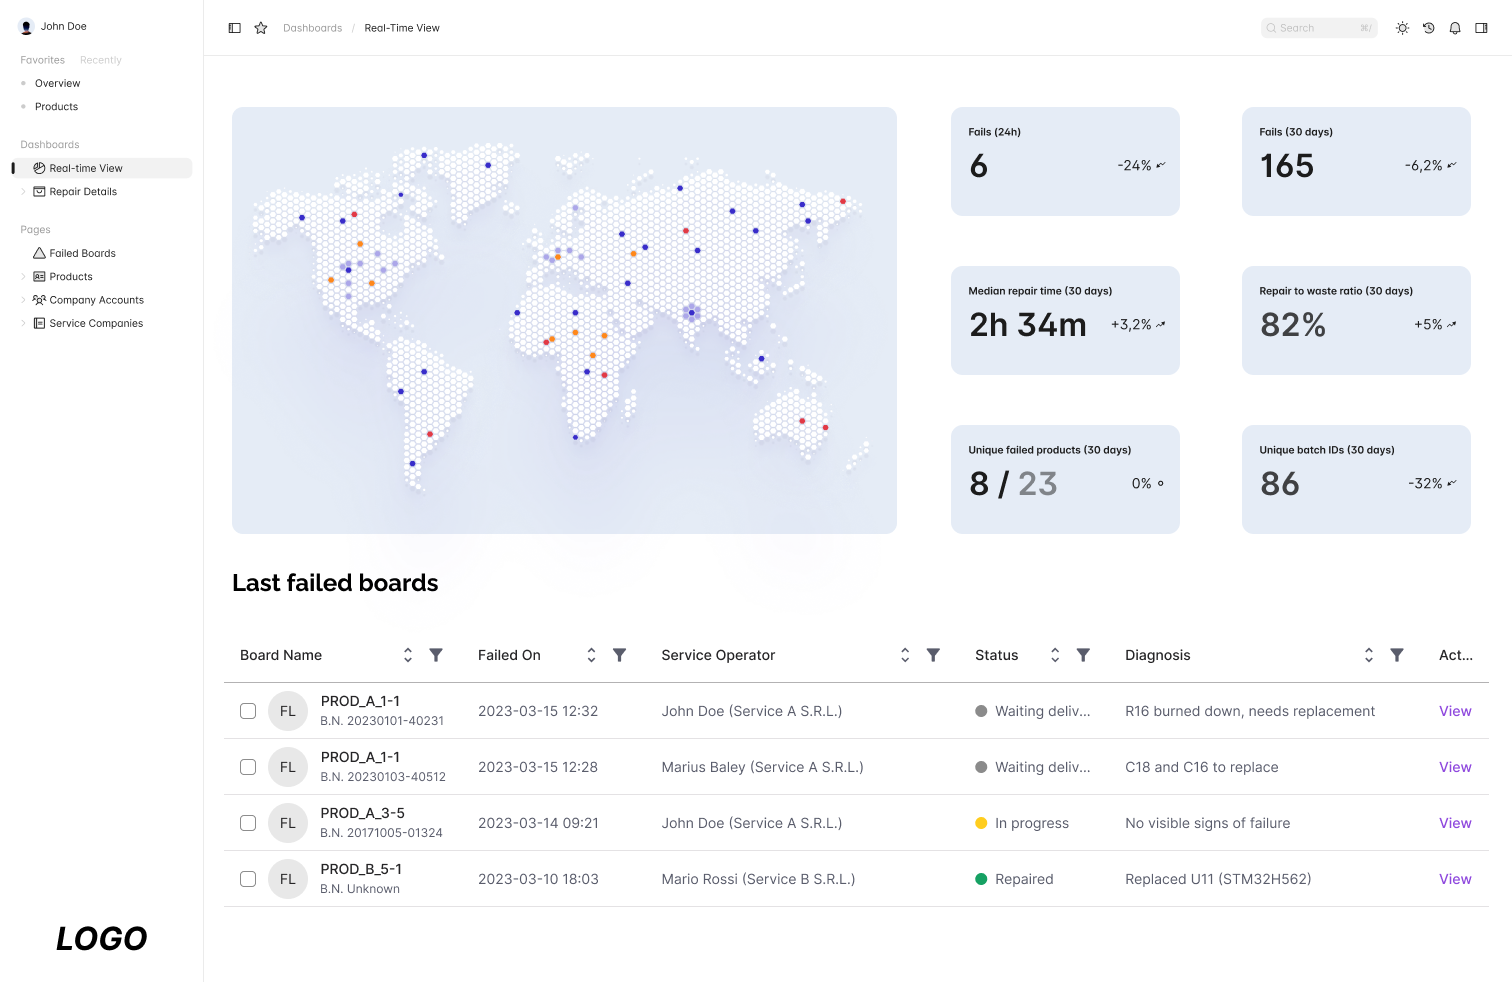 John Doe
Favorites Recently
Overview
Products
Dashboards
Real-time View
Repair Details
Pages
Failed Boards
Products
Company Accounts
Service Companies
LOGO
Dashboards / Real-Time View
Search ⌘/
Fails (24h)
6 -24%
Fails (30 days)
165 -6,2%
Median repair time (30 days)
2h 34m +3,2%
Repair to waste ratio (30 days)
82% +5%
Unique failed products (30 days)
8 / 23 0%
Unique batch IDs (30 days)
86 -32%
Last failed boards
Board Name Failed On Service Operator Status Diagnosis Act...
FL PROD_A_1-1
B.N. 20230101-40231
2023-03-15 12:32 John Doe (Service A S.R.L.) Waiting deliv... R16 burned down, needs replacement View
FL PROD_A_1-1
B.N. 20230103-40512
2023-03-15 12:28 Marius Baley (Service A S.R.L.) Waiting deliv... C18 and C16 to replace View
FL PROD_A_3-5
B.N. 20171005-01324
2023-03-14 09:21 John Doe (Service A S.R.L.) In progress No visible signs of failure View
FL PROD_B_5-1
B.N. Unknown
2023-03-10 18:03 Mario Rossi (Service B S.R.L.) Repaired Replaced U11 (STM32H562) View